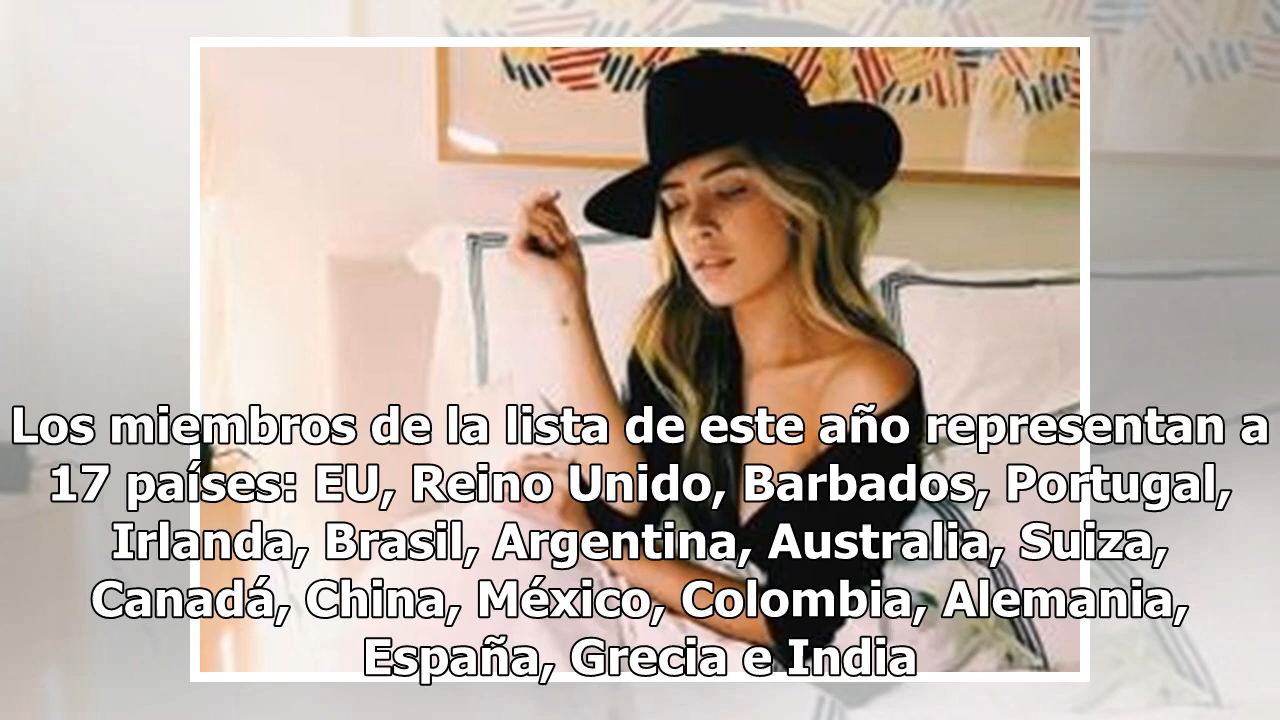 Los miembros de la lista de este año representan a
17 países: EU, Reino Unido, Barbados, Portugal,
Irlanda, Brasil, Argentina, Australia, Suiza,
Canadá, China, México, Colombia, Alemania,
España, Grecia e India